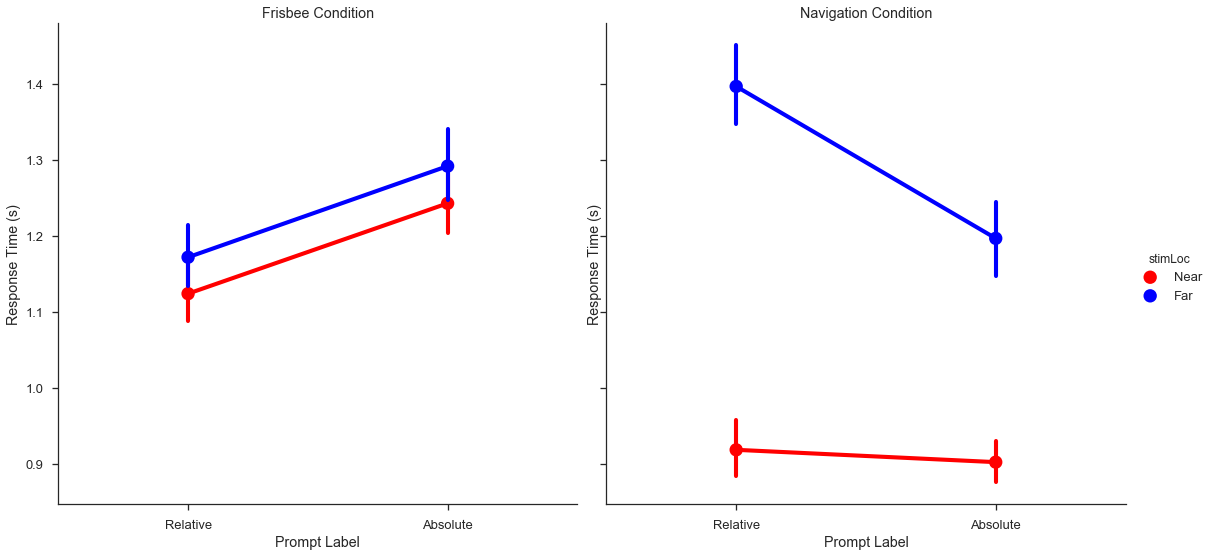 Frisbee Condition
Navigation Condition
Response Time (s)
1.4
1.3
1.2
1.1
1.0
0.9
Relative
Absolute
Prompt Label
Response Time (s)
Relative
Absolute
Prompt Label
stimLoc
Near
Far